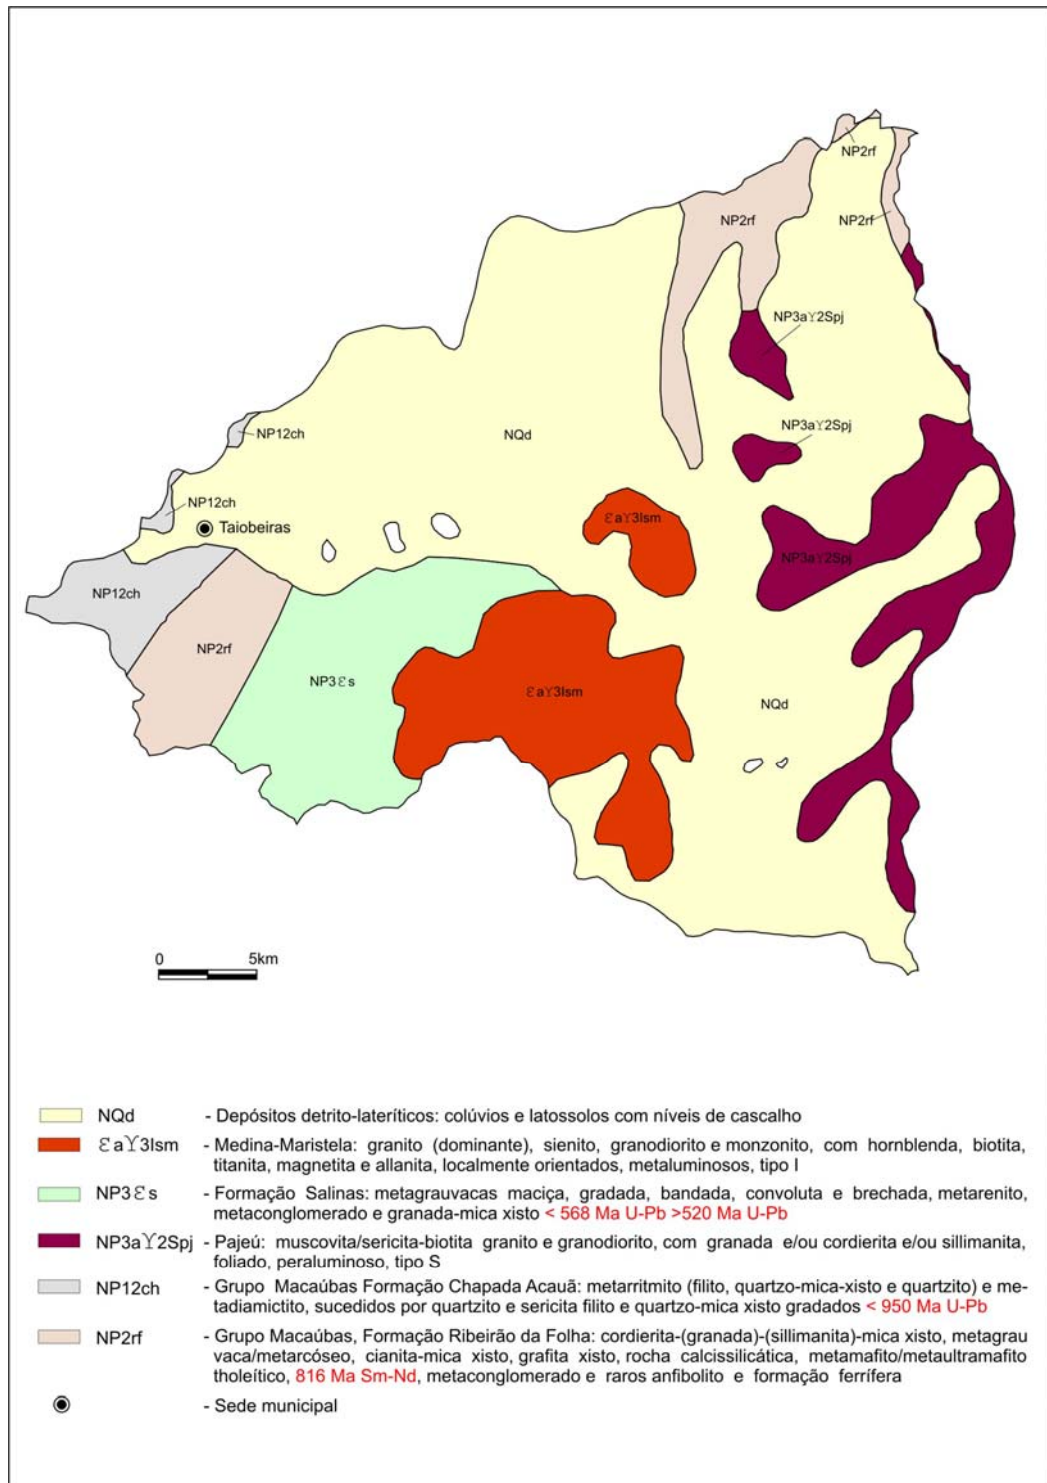 NP2rf
NP2rf
NP2rf
NP3aϒ2Spj
NP3aϒ2Spj
NP12ch
NQd
NP12ch
Taiobeiras
Ɛaϒ3Ism
NP3aϒ2Spj
NP12ch
NP2rf
NP3Ɛs
Ɛaϒ3Ism
NQd
0 5km
NQd - Depósitos detrito-lateríticos: colúvios e latossolos com níveis de cascalho
Ɛaϒ3Ism - Medina-Maristela: granito (dominante), sienito, granodiorito e monzonito, com hornblenda, biotita,
titanita, magnetita e allanita, localmente orientados, metaluminosos, tipo I
NP3Ɛs - Formação Salinas: metagrauvacas maciça, gradada, bandada, convoluta e brechada, metarenito,
metaconglomerado e granada-mica xisto < 568 Ma U-Pb >520 Ma U-Pb
NP3aϒ2Spj - Pajeú: muscovita/sericita-biotita granito e granodiorito, com granada e/ou cordierita e/ou sillimanita,
foliado, peraluminoso, tipo S
NP12ch - Grupo Macaúbas Formação Chapada Acauã: metarritmito (filito, quartzo-mica-xisto e quartzito) e me-
tadiamictito, sucedidos por quartzito e sericita filito e quartzo-mica xisto gradados < 950 Ma U-Pb
NP2rf - Grupo Macaúbas, Formação Ribeirão da Folha: cordierita-(granada)-(sillimanita)-mica xisto, metagrau
vaca/metarcóseo, cianita-mica xisto, grafita xisto, rocha calcissilicática, metamafito/metaultramafito
tholeítico, 816 Ma Sm-Nd, metaconglomerado e raros anfibolito e formação ferrífera
- Sede municipal